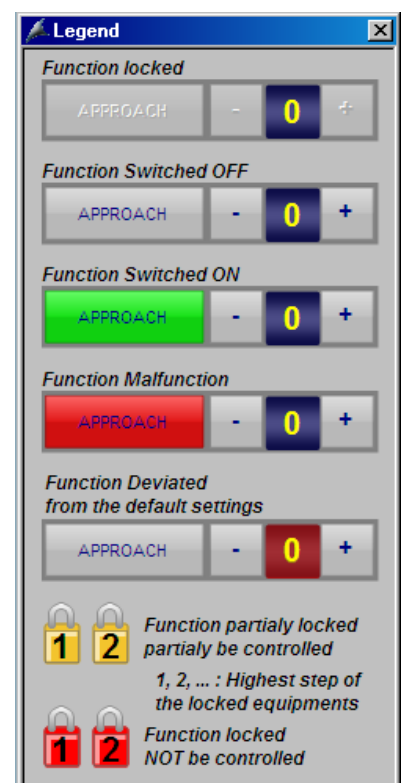 Legend
Function locked
APPROACH - 0 +
Function Switched OFF
APPROACH - 0 +
Function Switched ON
APPROACH - 0 +
Function Malfunction
APPROACH - 0 +
Function Deviated
from the default settings
APPROACH - 0 +
1 2 Function partialy locked
partialy be controlled
1, 2, ... : Highest step of
the locked equipments
1 2 Function locked
NOT be controlled